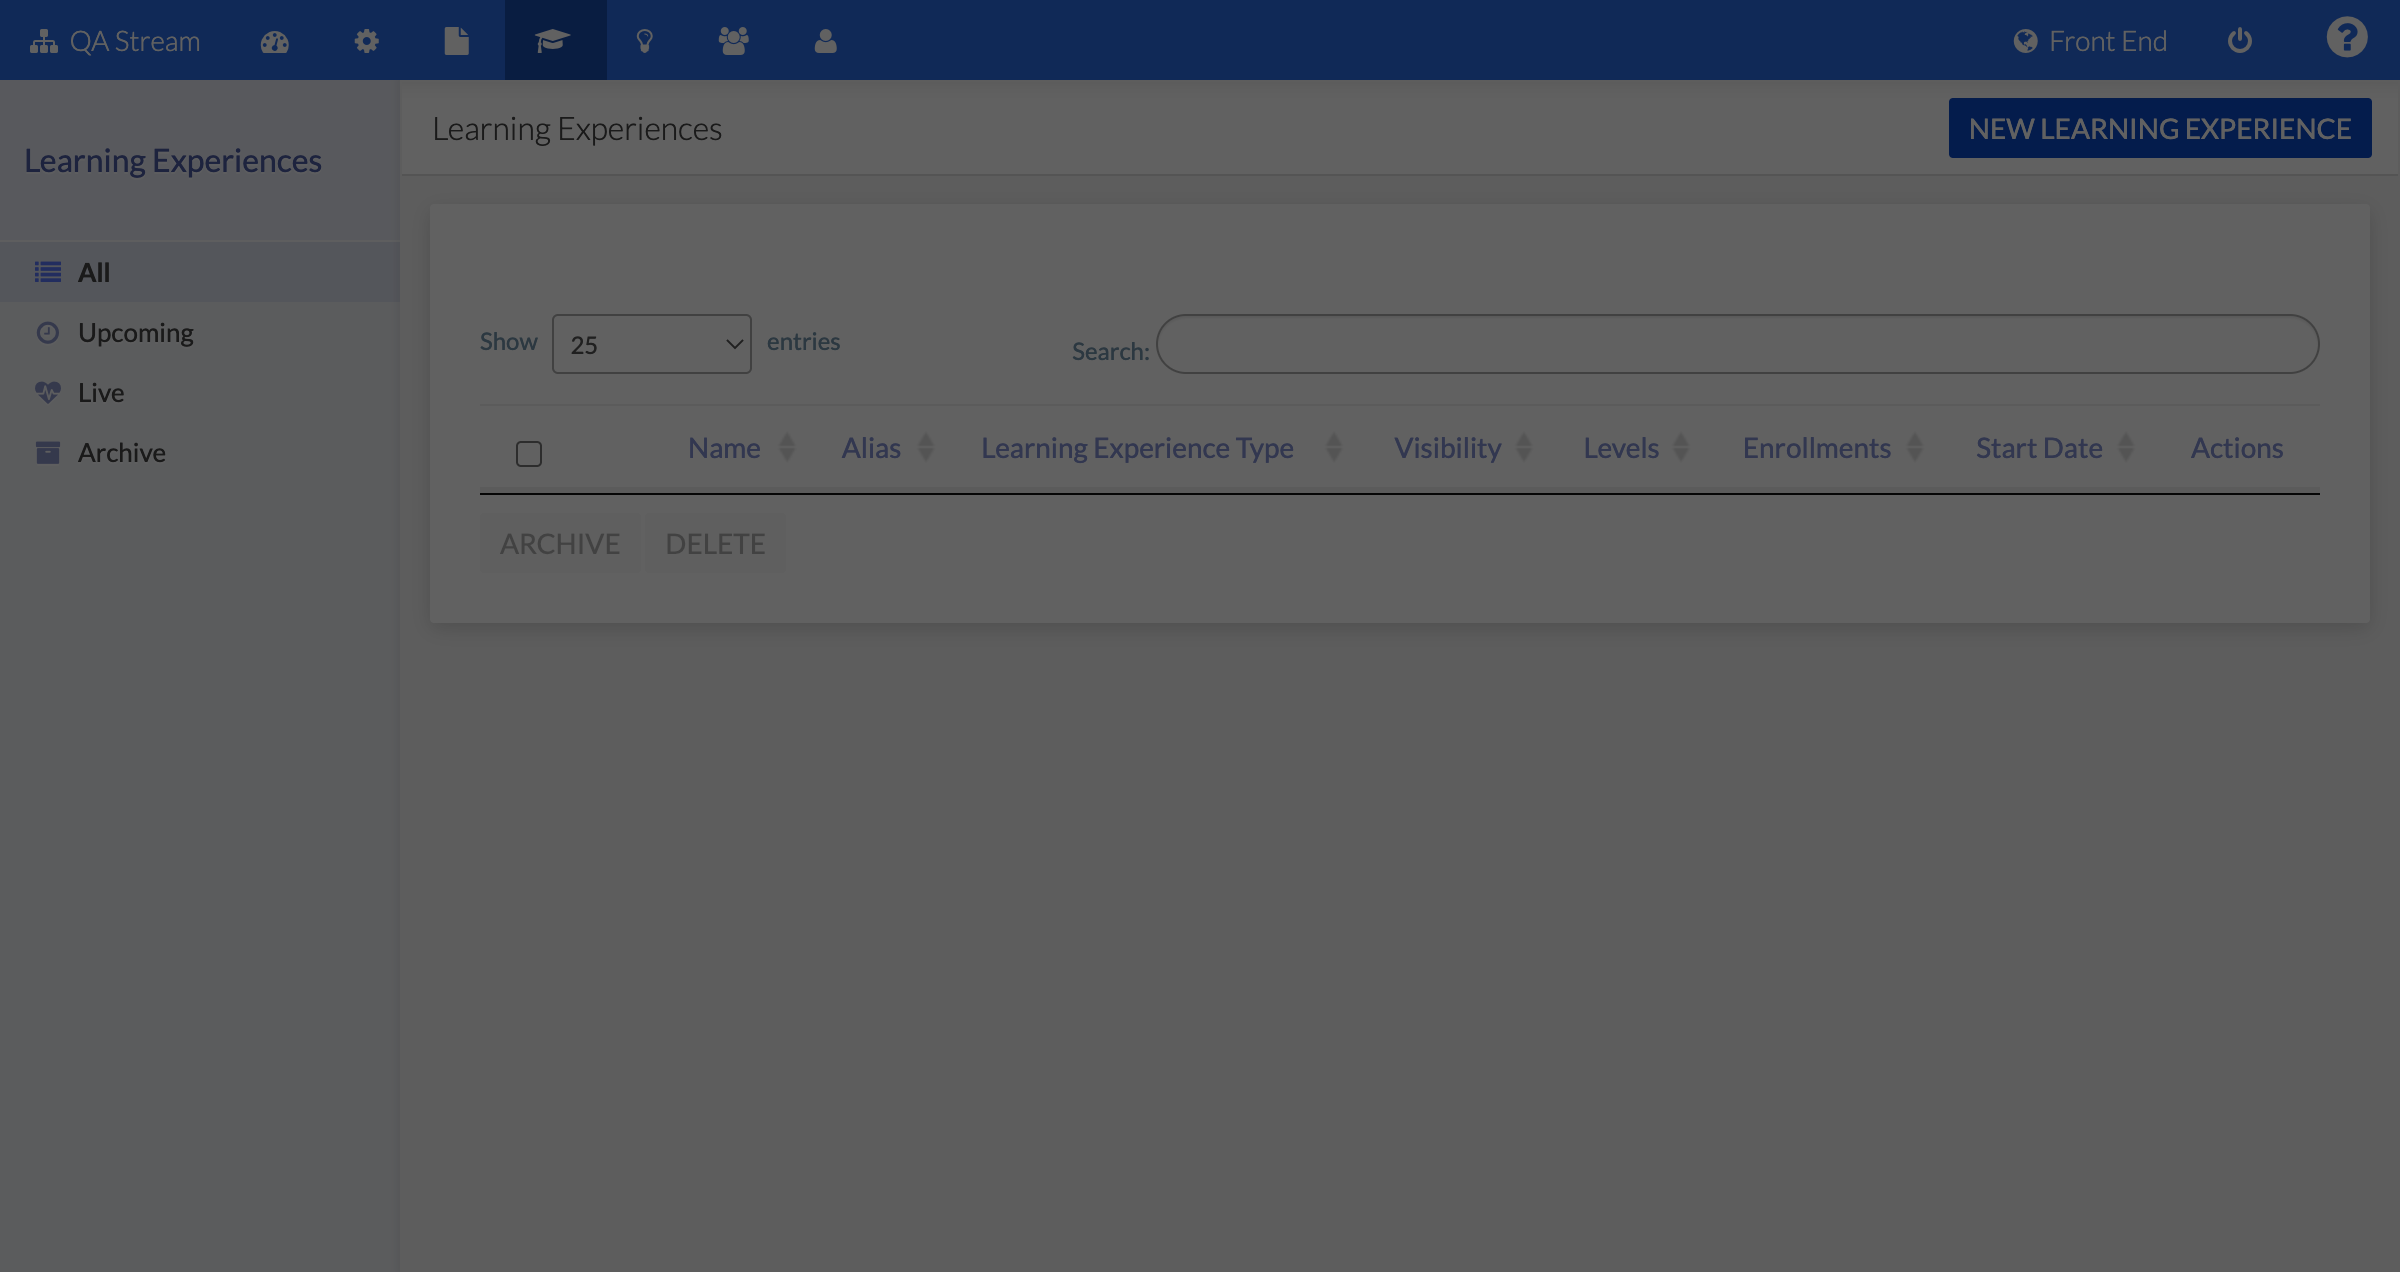 QA Stream
Front End
Learning Experiences
NEW LEARNING EXPERIENCE
Learning Experiences
All
Upcoming
Live
Archive
Show 25 entries
Search:
Name Alias Learning Experience Type Visibility Levels Enrollments Start Date Actions
ARCHIVE DELETE